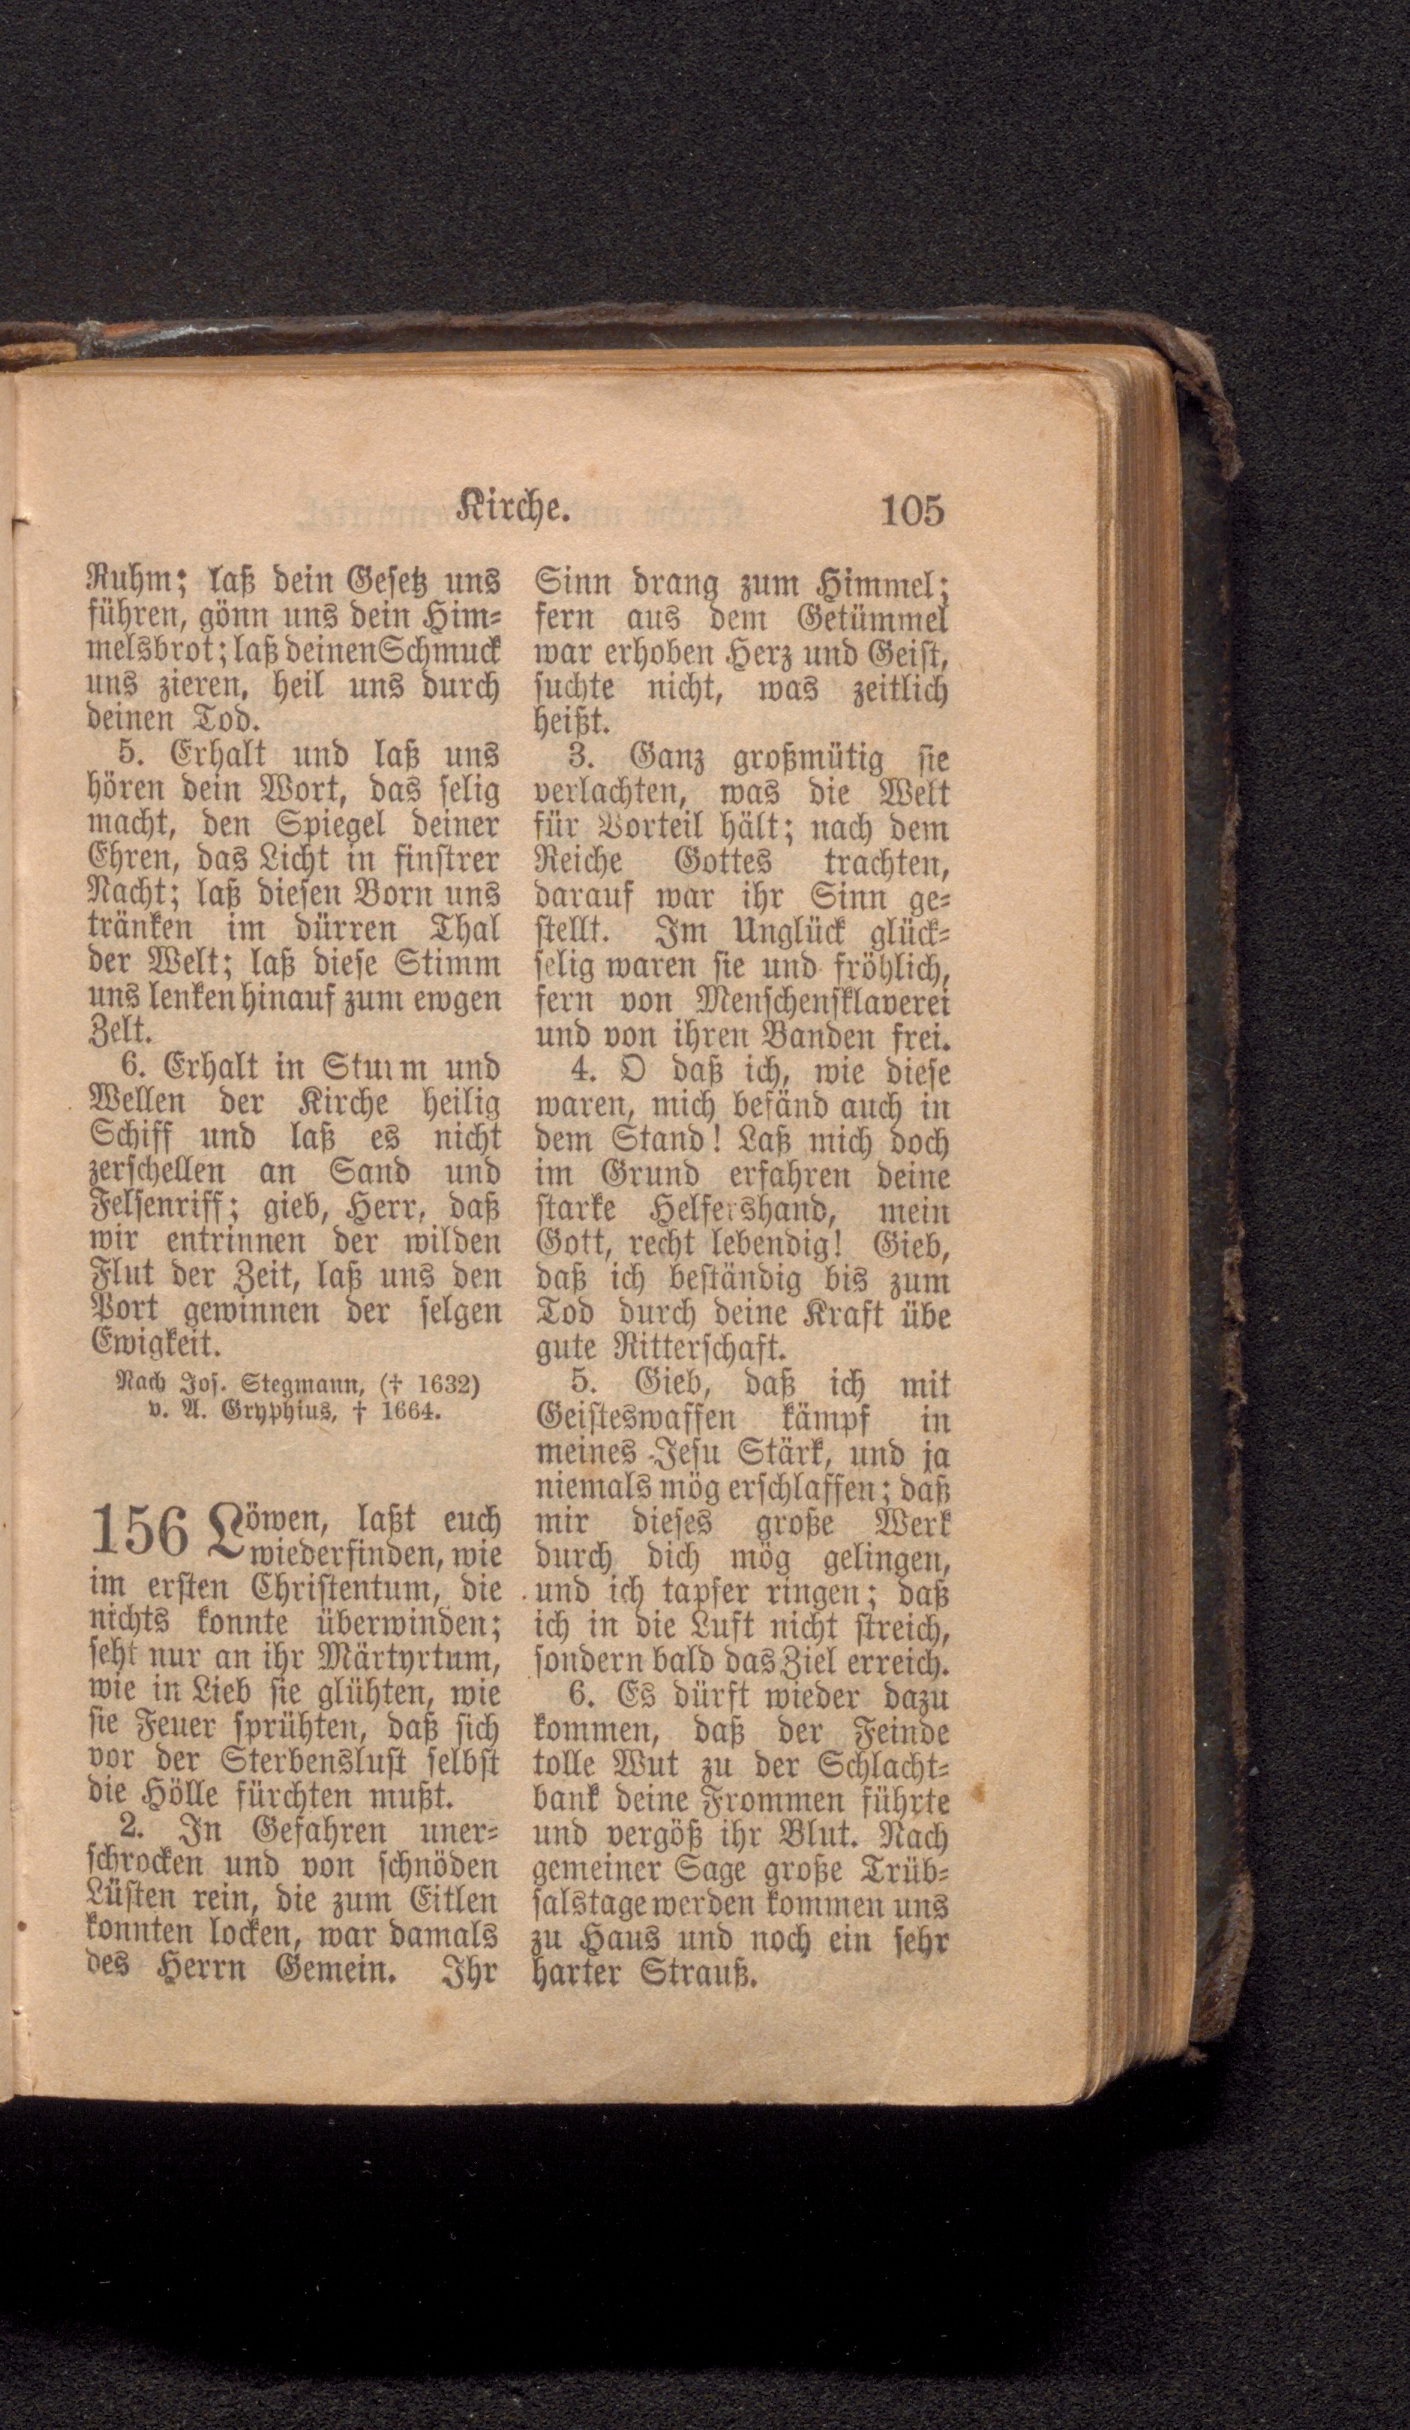 Kirche. 105
Ruhm; laß dein Gesetz uns
führen, gönn uns dein Him-
melsbrot; laß deinen Schmuck
uns zieren, heil uns durch
deinen Tod.
5. Erhalt und laß uns
hören dein Wort, das selig
macht, den Spiegel deiner
Ehren, das Licht in finstrer
Nacht; laß diesen Born uns
tränken im dürren Thal
der Welt; laß diese Stimm
uns lenken hinauf zum ewgen
Zelt.
6. Erhalt in Sturm und
Wellen der Kirche heilig
Schiff und laß es nicht
zerschellen an Sand und
Felsenriff; gieb, Herr, daß
wir entrinnen der wilden
Flut der Zeit, laß uns den
Port gewinnen der selgen
Ewigkeit.
Nach Jos. Stegmann, († 1632)
v. A. Gryphius, † 1664.
156 Löwen, laßt euch
wiederfinden, wie
im ersten Christentum, die
nichts konnte überwinden;
seht nur an ihr Märtyrtum,
wie in Lieb sie glühten, wie
sie Feuer sprühten, daß sich
vor der Sterbenslust selbst
die Hölle fürchten mußt.
2. In Gefahren uner-
schrocken und von schnöden
Lüsten rein, die zum Eitlen
konnten locken, war damals
des Herrn Gemein. Ihr
Sinn drang zum Himmel;
fern aus dem Getümmel
war erhoben Herz und Geist,
suchte nicht, was zeitlich
heißt.
3. Ganz großmütig sie
verlachten, was die Welt
für Vorteil hält; nach dem
Reiche Gottes trachten,
darauf war ihr Sinn ge-
stellt. Im Unglück glück-
selig waren sie und fröhlich,
fern von Menschensklaverei
und von ihren Banden frei.
4. O daß ich, wie diese
waren, mich befänd auch in
dem Stand! Laß mich doch
im Grund erfahren deine
starke Helfershand, mein
Gott, recht lebendig! Gieb,
daß ich beständig bis zum
Tod durch deine Kraft übe
gute Ritterschaft.
5. Gieb, daß ich mit
Geisteswaffen kämpf in
meines Jesu Stärk, und ja
niemals mög erschlaffen; daß
mir dieses große Werk
durch dich mög gelingen,
und ich tapfer ringen; daß
ich in die Luft nicht streich,
sondern bald das Ziel erreich.
6. Es dürft wieder dazu
kommen, daß der Feinde
tolle Wut zu der Schlacht-
bank deine Frommen führte
und vergöß ihr Blut. Nach
gemeiner Sage große Trüb-
salstage werden kommen uns
zu Haus und noch ein sehr
harter Strauß.